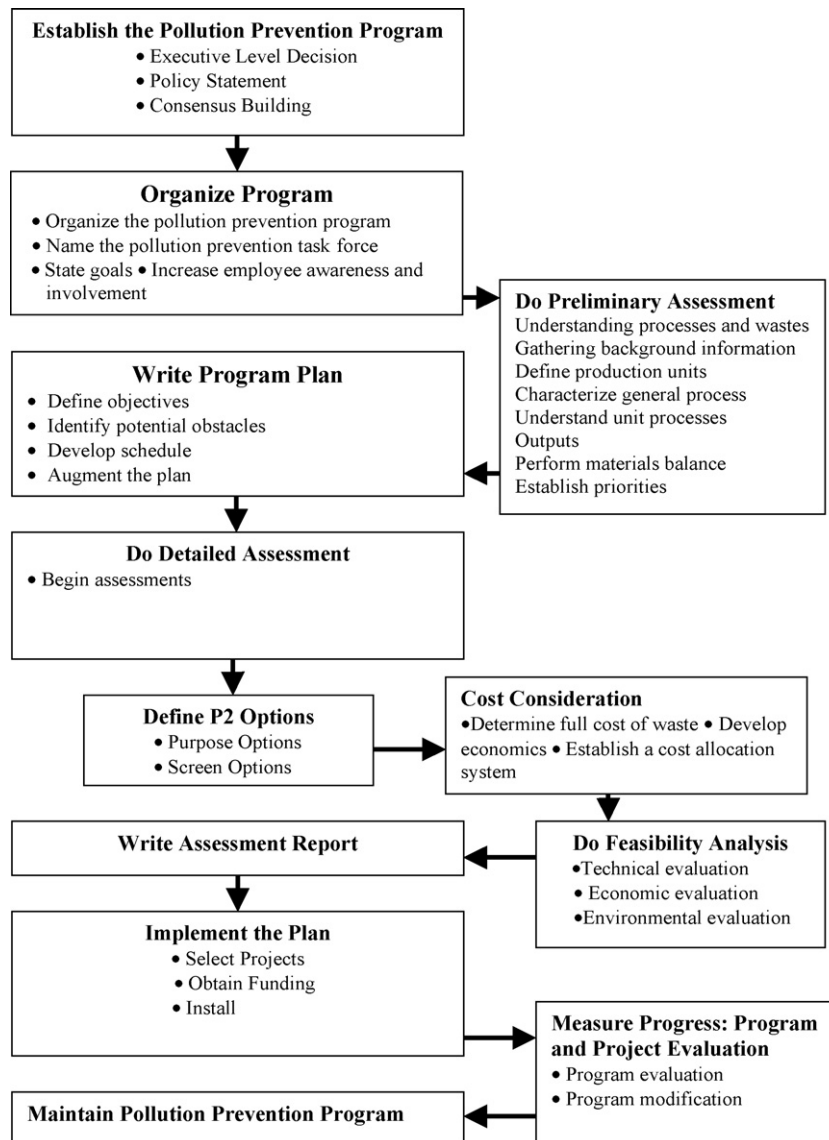 Establish the Pollution Prevention Program
• Executive Level Decision
• Policy Statement
• Consensus Building
Organize Program
• Organize the pollution prevention program
• Name the pollution prevention task force
• State goals • Increase employee awareness and
involvement
Do Preliminary Assessment
Understanding processes and wastes
Gathering background information
Define production units
Characterize general process
Understand unit processes
Outputs
Perform materials balance
Establish priorities
Write Program Plan
• Define objectives
• Identify potential obstacles
• Develop schedule
• Augment the plan
Do Detailed Assessment
• Begin assessments
Define P2 Options
• Purpose Options
• Screen Options
Cost Consideration
•Determine full cost of waste • Develop
economics • Establish a cost allocation
system
Do Feasibility Analysis
•Technical evaluation
• Economic evaluation
•Environmental evaluation
Write Assessment Report
Implement the Plan
• Select Projects
• Obtain Funding
• Install
Measure Progress: Program
and Project Evaluation
• Program evaluation
• Program modification
Maintain Pollution Prevention Program